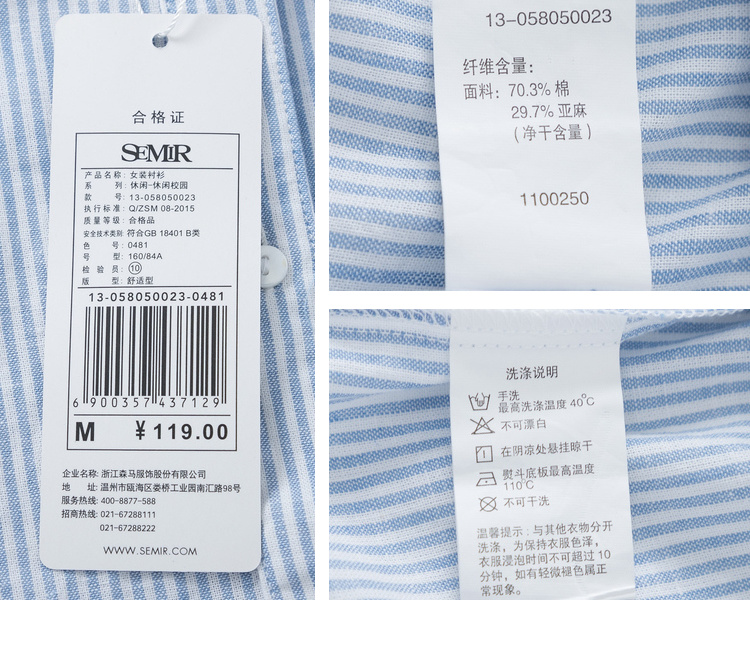 合格证
SEMIR
产品名称: 女装衬衫
系 列: 休闲-休闲校园
款 号: 13-058050023
执行标准: Q/ZSM 08-2015
质量等级: 合格品
安全技术类别: 符合GB 18401 B类
色 号: 0481
号 型: 160/84A
检 验 员: ⑩
版 型: 舒适型
13-058050023-0481
6 900357 437129
M ¥119.00
企业名称: 浙江森马服饰股份有限公司
地 址: 温州市瓯海区娄桥工业园南汇路98号
服务热线: 400-8877-588
招商热线: 021-67288111
021-67288222
WWW.SEMIR.COM
13-058050023
纤维含量:
面料: 70.3% 棉
29.7% 亚麻
(净干含量)
1100250
洗涤说明
手洗
最高洗涤温度 40°C
不可漂白
在阴凉处悬挂晾干
熨斗底板最高温度
110°C
不可干洗
温馨提示: 与其他衣物分开
洗涤, 为保持衣服色泽,
衣服浸泡时间不可超过 10
分钟, 如有轻微褪色属正
常现象。